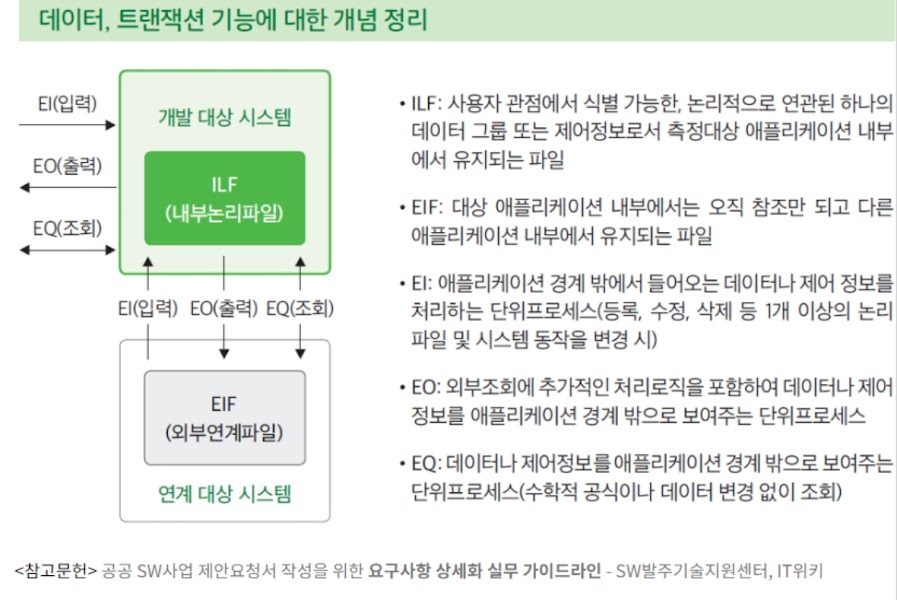 데이터, 트랜잭션 기능에 대한 개념 정리
EI(입력)
EO(출력)
EQ(조회)
개발 대상 시스템
ILF
(내부논리파일)
EI(입력) EO(출력) EQ(조회)
EIF
(외부연계파일)
연계 대상 시스템
• ILF: 사용자 관점에서 식별 가능한, 논리적으로 연관된 하나의
데이터 그룹 또는 제어정보로서 측정대상 애플리케이션 내부
에서 유지되는 파일
• EIF: 대상 애플리케이션 내부에서는 오직 참조만 되고 다른
애플리케이션 내부에서 유지되는 파일
• EI: 애플리케이션 경계 밖에서 들어오는 데이터나 제어 정보를
처리하는 단위프로세스(등록, 수정, 삭제 등 1개 이상의 논리
파일 및 시스템 동작을 변경 시)
• EO: 외부조회에 추가적인 처리로직을 포함하여 데이터나 제어
정보를 애플리케이션 경계 밖으로 보여주는 단위프로세스
• EQ: 데이터나 제어정보를 애플리케이션 경계 밖으로 보여주는
단위프로세스(수학적 공식이나 데이터 변경 없이 조회)
<참고문헌> 공공 SW사업 제안요청서 작성을 위한 요구사항 상세화 실무 가이드라인 - SW발주기술지원센터, IT위키